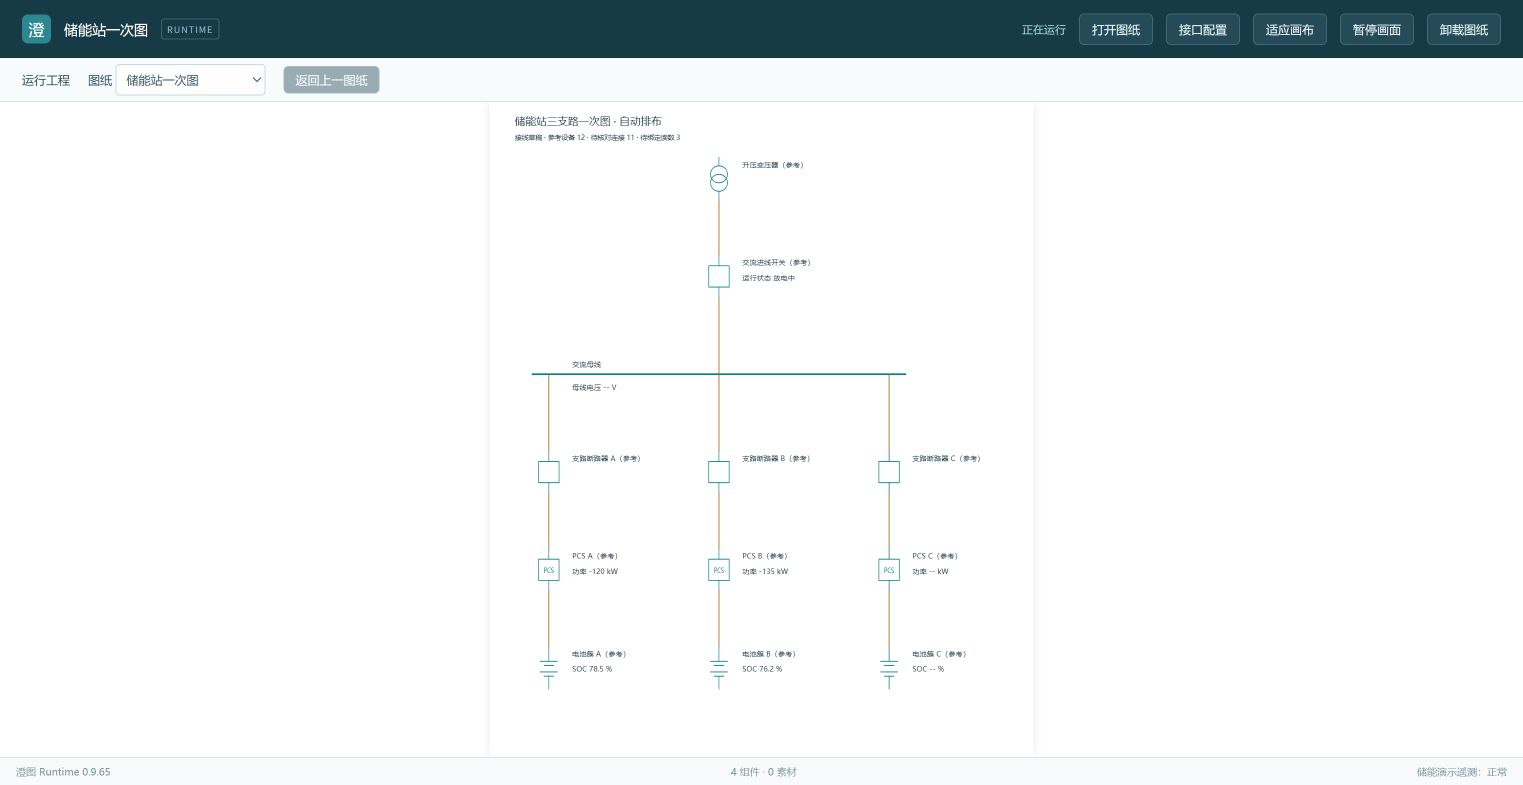 澄 储能站一次图 RUNTIME 正在运行 打开图纸 接口配置 适应画布 暂停画面 卸载图纸
运行工程 图纸 储能站一次图 返回上一图纸
储能站三支路一次图 · 自动排布
接线草稿 · 参考设备 12 · 待核对连接 11 · 待绑定读数 3
升压变压器（参考）
交流进线开关（参考）
运行状态 放电中
交流母线
母线电压 -- V
支路断路器 A（参考） 支路断路器 B（参考） 支路断路器 C（参考）
PCS PCS A（参考） PCS PCS B（参考） PCS PCS C（参考）
功率 -120 kW 功率 -135 kW 功率 -- kW
电池簇 A（参考） 电池簇 B（参考） 电池簇 C（参考）
SOC 78.5 % SOC 76.2 % SOC -- %
澄图 Runtime 0.9.65 4 组件 · 0 素材 储能演示遥测：正常